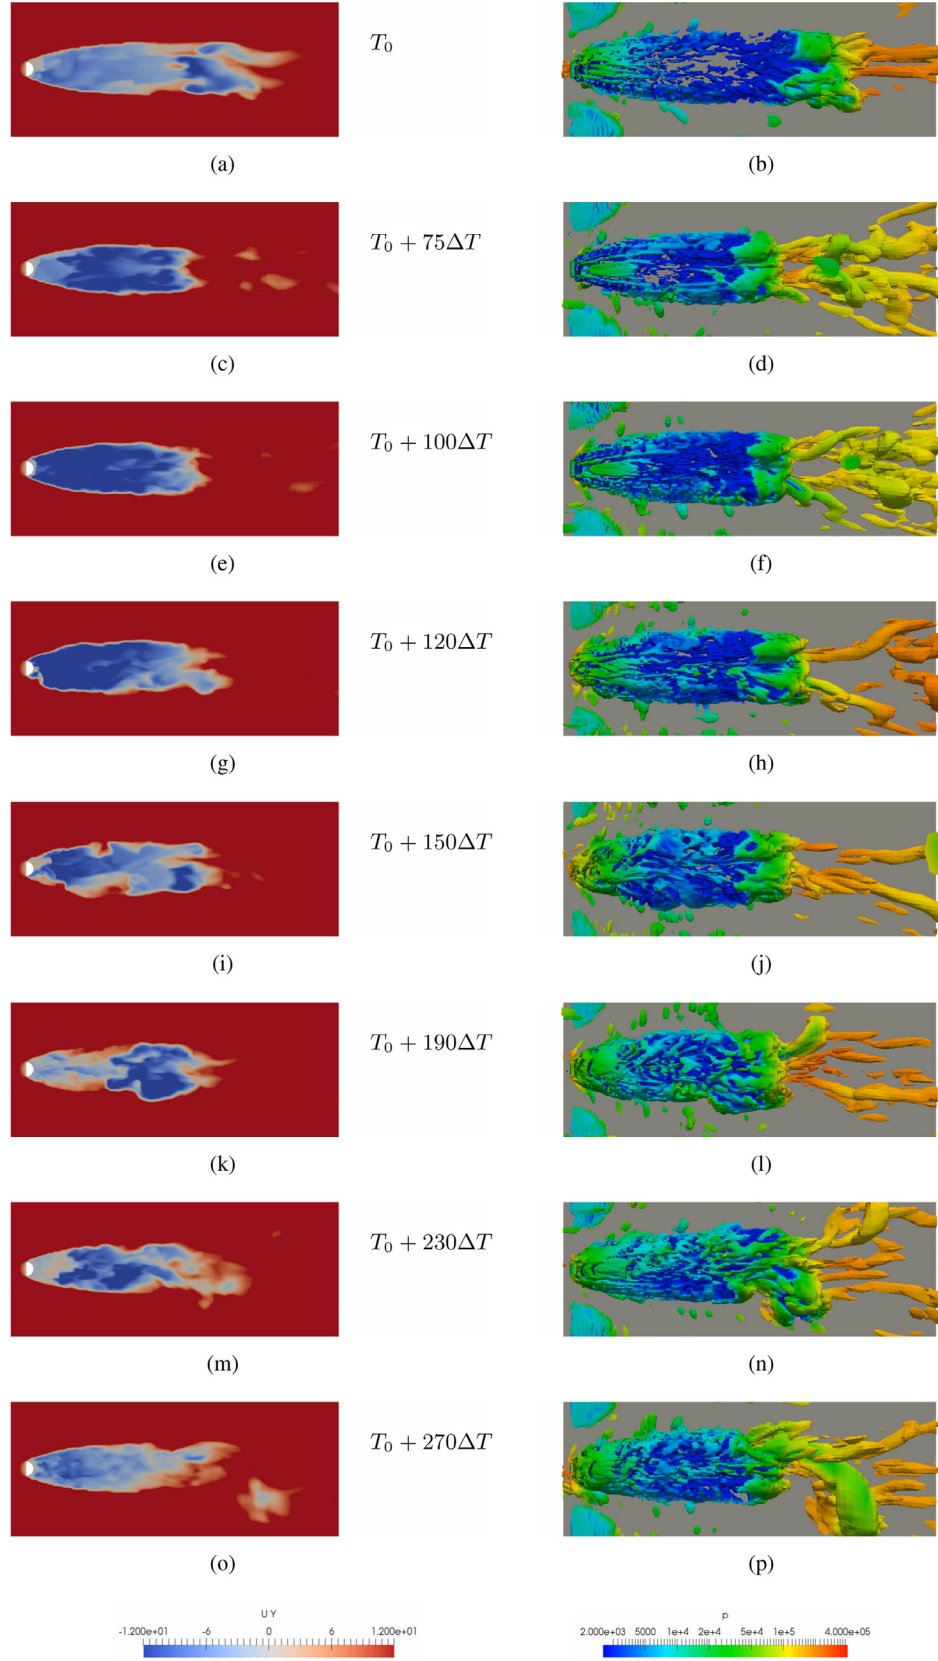 T₀
(a) (b)
T₀ + 75ΔT
(c) (d)
T₀ + 100ΔT
(e) (f)
T₀ + 120ΔT
(g) (h)
T₀ + 150ΔT
(i) (j)
T₀ + 190ΔT
(k) (l)
T₀ + 230ΔT
(m) (n)
T₀ + 270ΔT
(o) (p)
U Y
-1.200e+01 -6 0 6 1.200e+01
p
2.000e+03 5000 1e+4 2e+4 5e+4 1e+5 4.000e+05